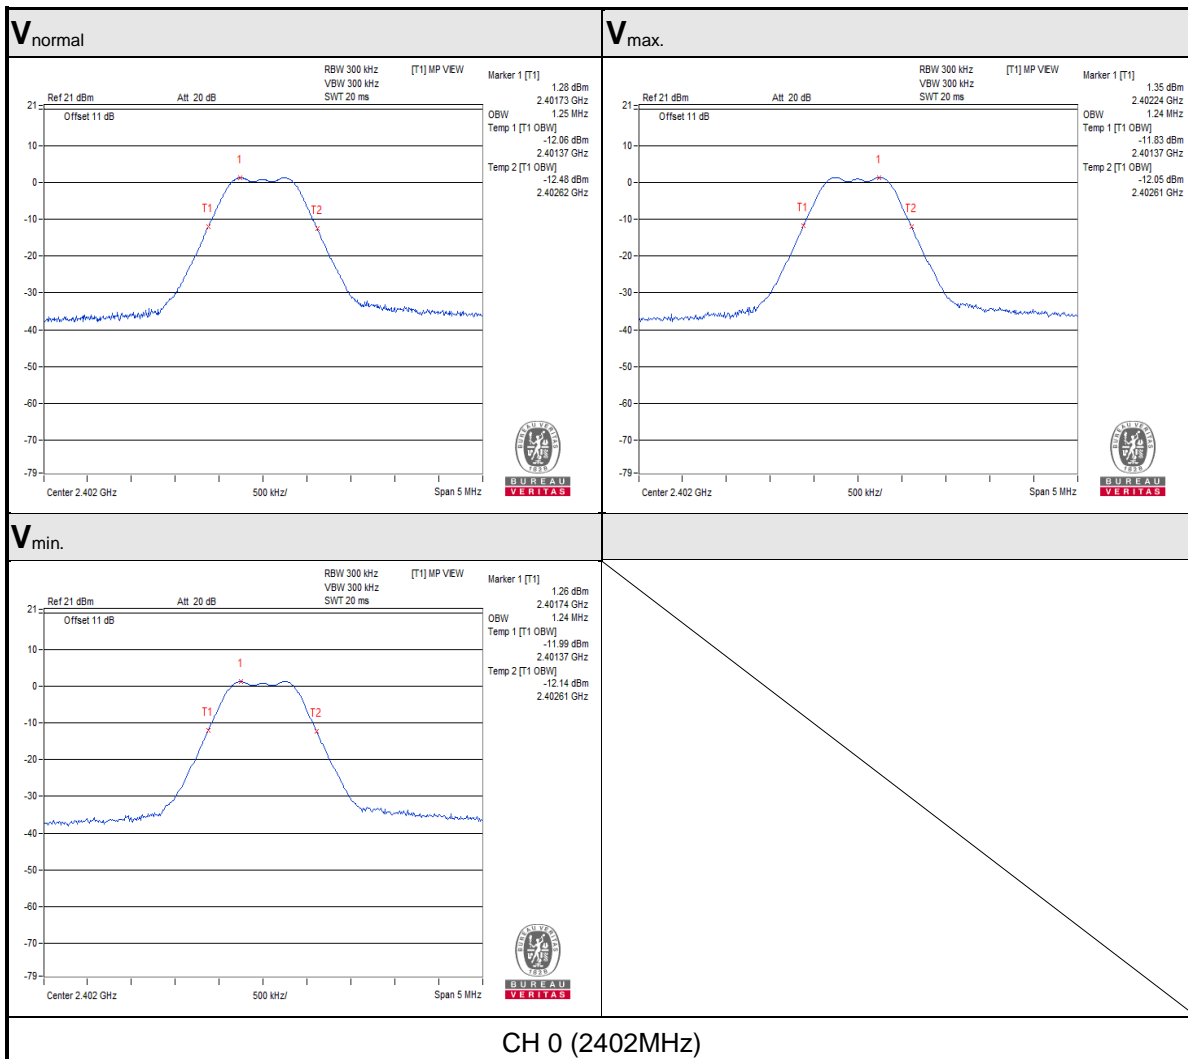 Vnormal
RBW 300 kHz
[T1] MP VIEW
VBW 300 kHz
SWT 20 ms
Ref 21 dBm
Att 20 dB
Offset 11 dB
Marker 1 [T1]
1.28 dBm
2.40173 GHz
OBW 1.25 MHz
Temp 1 [T1 OBW]
-12.06 dBm
2.40137 GHz
Temp 2 [T1 OBW]
-12.48 dBm
2.40262 GHz
21
10
0
-10
-20
-30
-40
-50
-60
-70
-79
1
T1
T2
Center 2.402 GHz
500 kHz/
Span 5 MHz
BUREAU VERITAS
1828
BUREAU
VERITAS
Vmax.
RBW 300 kHz
[T1] MP VIEW
VBW 300 kHz
SWT 20 ms
Ref 21 dBm
Att 20 dB
Offset 11 dB
Marker 1 [T1]
1.35 dBm
2.40224 GHz
OBW 1.24 MHz
Temp 1 [T1 OBW]
-11.83 dBm
2.40137 GHz
Temp 2 [T1 OBW]
-12.05 dBm
2.40261 GHz
21
10
0
-10
-20
-30
-40
-50
-60
-70
-79
1
T1
T2
Center 2.402 GHz
500 kHz/
Span 5 MHz
BUREAU VERITAS
1828
BUREAU
VERITAS
Vmin.
RBW 300 kHz
[T1] MP VIEW
VBW 300 kHz
SWT 20 ms
Ref 21 dBm
Att 20 dB
Offset 11 dB
Marker 1 [T1]
1.26 dBm
2.40174 GHz
OBW 1.24 MHz
Temp 1 [T1 OBW]
-11.99 dBm
2.40137 GHz
Temp 2 [T1 OBW]
-12.14 dBm
2.40261 GHz
21
10
0
-10
-20
-30
-40
-50
-60
-70
-79
1
T1
T2
Center 2.402 GHz
500 kHz/
Span 5 MHz
BUREAU VERITAS
1828
BUREAU
VERITAS
CH 0 (2402MHz)